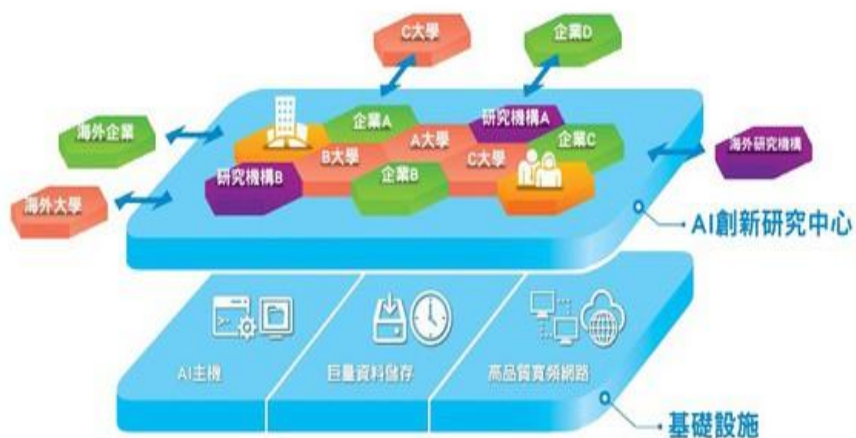 C大學
企業D
海外企業
企業A
研究機構A
A大學
企業C
B大學
C大學
海外研究機構
研究機構B
企業B
海外大學
AI創新研究中心
AI主機
巨量資料儲存
高品質寬頻網路
基礎設施